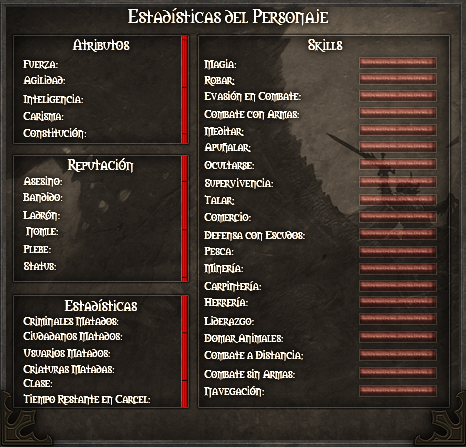 Estadísticas del Personaje
Atributos
Fuerza:
Agilidad:
Inteligencia:
Carisma:
Constitución:
Reputación
Asesino:
Bandido:
Ladrón:
Nomle:
Plebe:
Status:
Estadísticas
Criminales Matados:
Ciudadanos Matados:
Usuarios Matados:
Criaturas Matadas:
Clase:
Tiempo Restante en Carcel:
Skills
Magia:
Robar:
Evasión en Combate:
Combate con Armas:
Meditar:
Apuñalar:
Ocultarse:
Supervivencia:
Talar:
Comercio:
Defensa con Escudos:
Pesca:
Minería:
Carpintería:
Herrería:
Liderazgo:
Domar Animales:
Combate a Distancia:
Combate sin Armas:
Navegación: